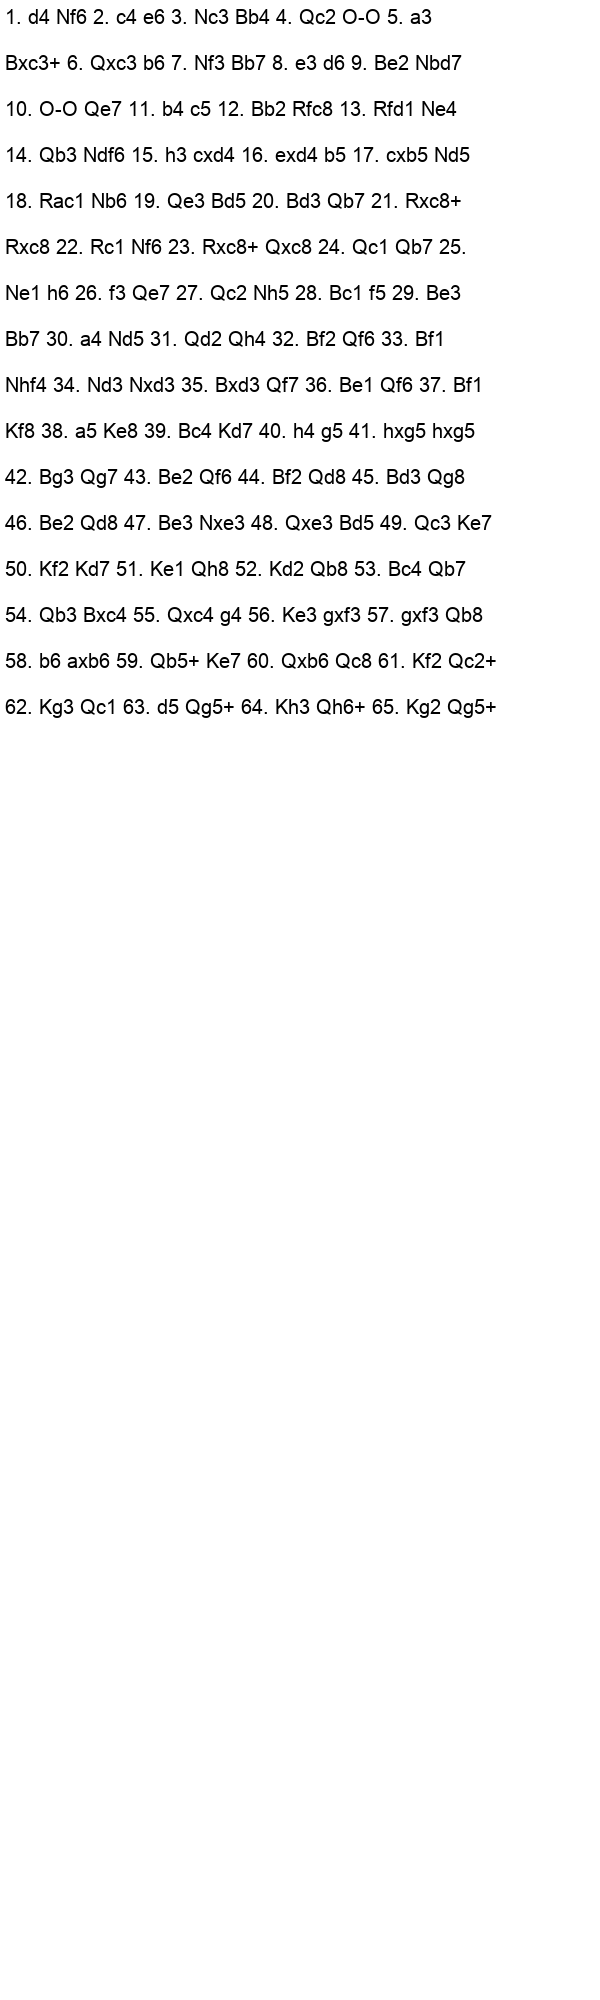 1. d4 Nf6 2. c4 e6 3. Nc3 Bb4 4. Qc2 O-O 5. a3
Bxc3+ 6. Qxc3 b6 7. Nf3 Bb7 8. e3 d6 9. Be2 Nbd7
10. O-O Qe7 11. b4 c5 12. Bb2 Rfc8 13. Rfd1 Ne4
14. Qb3 Ndf6 15. h3 cxd4 16. exd4 b5 17. cxb5 Nd5
18. Rac1 Nb6 19. Qe3 Bd5 20. Bd3 Qb7 21. Rxc8+
Rxc8 22. Rc1 Nf6 23. Rxc8+ Qxc8 24. Qc1 Qb7 25.
Ne1 h6 26. f3 Qe7 27. Qc2 Nh5 28. Bc1 f5 29. Be3
Bb7 30. a4 Nd5 31. Qd2 Qh4 32. Bf2 Qf6 33. Bf1
Nhf4 34. Nd3 Nxd3 35. Bxd3 Qf7 36. Be1 Qf6 37. Bf1
Kf8 38. a5 Ke8 39. Bc4 Kd7 40. h4 g5 41. hxg5 hxg5
42. Bg3 Qg7 43. Be2 Qf6 44. Bf2 Qd8 45. Bd3 Qg8
46. Be2 Qd8 47. Be3 Nxe3 48. Qxe3 Bd5 49. Qc3 Ke7
50. Kf2 Kd7 51. Ke1 Qh8 52. Kd2 Qb8 53. Bc4 Qb7
54. Qb3 Bxc4 55. Qxc4 g4 56. Ke3 gxf3 57. gxf3 Qb8
58. b6 axb6 59. Qb5+ Ke7 60. Qxb6 Qc8 61. Kf2 Qc2+
62. Kg3 Qc1 63. d5 Qg5+ 64. Kh3 Qh6+ 65. Kg2 Qg5+